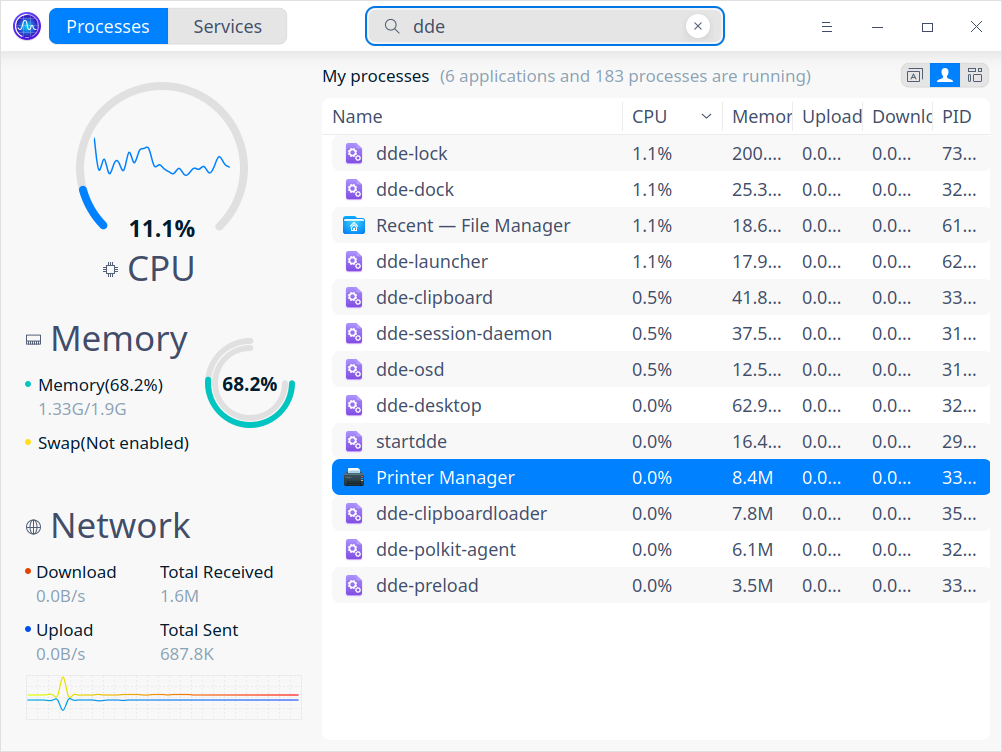 Processes Services dde
My processes (6 applications and 183 processes are running)
11.1%
CPU
Memory
Memory(68.2%)
1.33G/1.9G
68.2%
Swap(Not enabled)
Network
Download Total Received
0.0B/s 1.6M
Upload Total Sent
0.0B/s 687.8K
Name CPU Memor Upload Downlo PID
dde-lock 1.1% 200.... 0.0... 0.0... 73...
dde-dock 1.1% 25.3... 0.0... 0.0... 32...
Recent — File Manager 1.1% 18.6... 0.0... 0.0... 61...
dde-launcher 1.1% 17.9... 0.0... 0.0... 62...
dde-clipboard 0.5% 41.8... 0.0... 0.0... 33...
dde-session-daemon 0.5% 37.5... 0.0... 0.0... 31...
dde-osd 0.5% 12.5... 0.0... 0.0... 31...
dde-desktop 0.0% 62.9... 0.0... 0.0... 32...
startdde 0.0% 16.4... 0.0... 0.0... 29...
Printer Manager 0.0% 8.4M 0.0... 0.0... 33...
dde-clipboardloader 0.0% 7.8M 0.0... 0.0... 35...
dde-polkit-agent 0.0% 6.1M 0.0... 0.0... 32...
dde-preload 0.0% 3.5M 0.0... 0.0... 33...